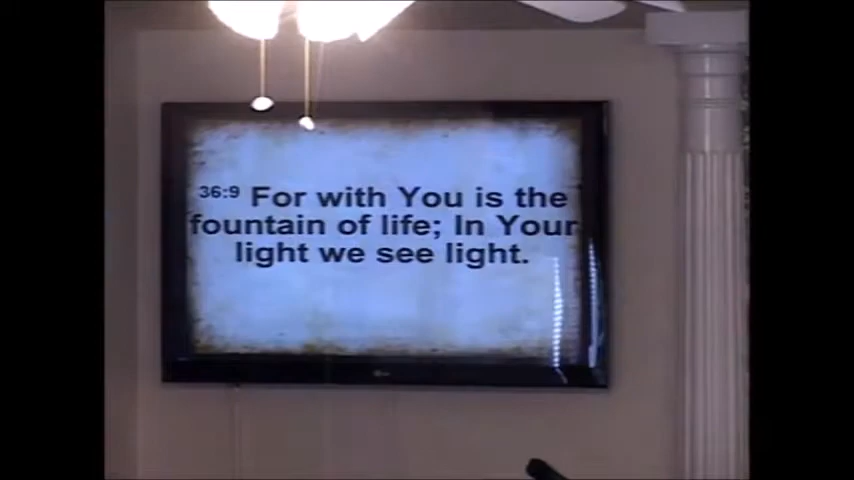 36:9 For with You is the
fountain of life; In Your
light we see light.